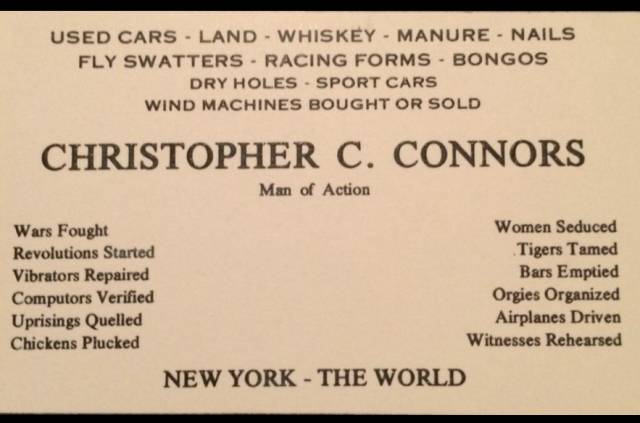 USED CARS - LAND - WHISKEY - MANURE - NAILS
FLY SWATTERS - RACING FORMS - BONGOS
DRY HOLES - SPORT CARS
WIND MACHINES BOUGHT OR SOLD
CHRISTOPHER C. CONNORS
Man of Action
Wars Fought
Revolutions Started
Vibrators Repaired
Computors Verified
Uprisings Quelled
Chickens Plucked
Women Seduced
Tigers Tamed
Bars Emptied
Orgies Organized
Airplanes Driven
Witnesses Rehearsed
NEW YORK - THE WORLD